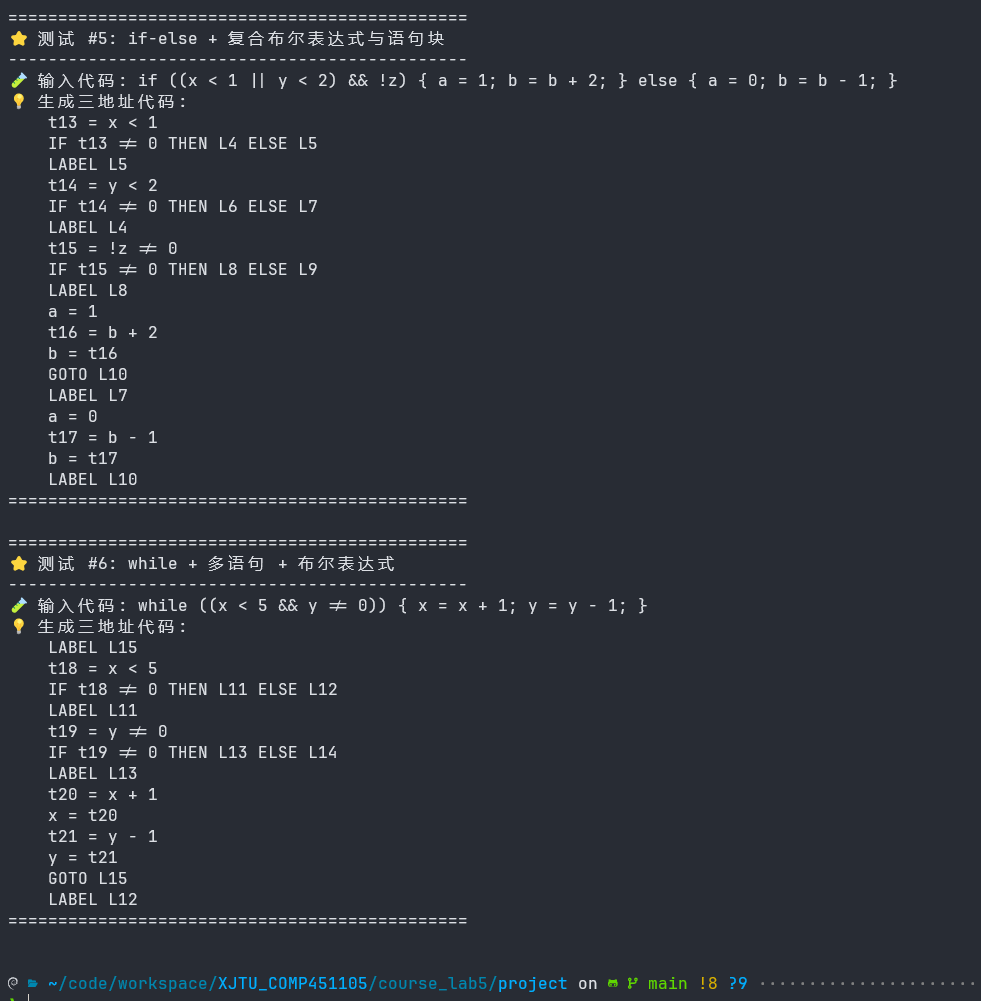 ==============================================
⭐ 测试 #5: if-else + 复合布尔表达式与语句块
----------------------------------------------
🧪 输入代码: if ((x < 1 || y < 2) && !z) { a = 1; b = b + 2; } else { a = 0; b = b - 1; }
💡 生成三地址代码:
    t13 = x < 1
    IF t13 != 0 THEN L4 ELSE L5
    LABEL L5
    t14 = y < 2
    IF t14 != 0 THEN L6 ELSE L7
    LABEL L4
    t15 = !z != 0
    IF t15 != 0 THEN L8 ELSE L9
    LABEL L8
    a = 1
    t16 = b + 2
    b = t16
    GOTO L10
    LABEL L7
    a = 0
    t17 = b - 1
    b = t17
    LABEL L10
==============================================
==============================================
⭐ 测试 #6: while + 多语句 + 布尔表达式
----------------------------------------------
🧪 输入代码: while ((x < 5 && y != 0)) { x = x + 1; y = y - 1; }
💡 生成三地址代码:
    LABEL L15
    t18 = x < 5
    IF t18 != 0 THEN L11 ELSE L12
    LABEL L11
    t19 = y != 0
    IF t19 != 0 THEN L13 ELSE L14
    LABEL L13
    t20 = x + 1
    x = t20
    t21 = y - 1
    y = t21
    GOTO L15
    LABEL L12
==============================================
~/code/workspace/XJTU_COMP451105/course_lab5/project on main !8 ?9